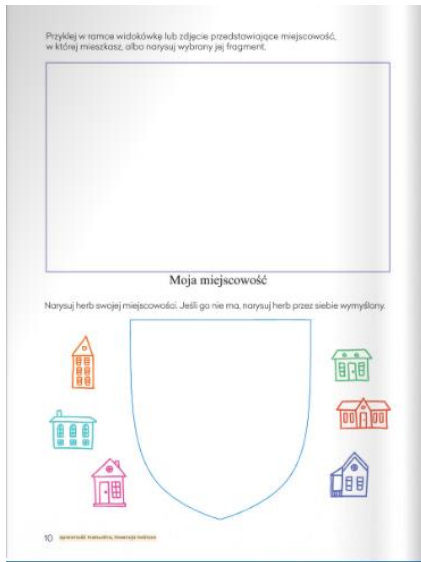 Przyklej w ramce widokówkę lub zdjęcie przedstawiające miejscowość,
w której mieszkasz, albo narysuj wybrany jej fragment.
Moja miejscowość
Narysuj herb swojej miejscowości. Jeśli go nie ma, narysuj herb przez siebie wymyślony.
10